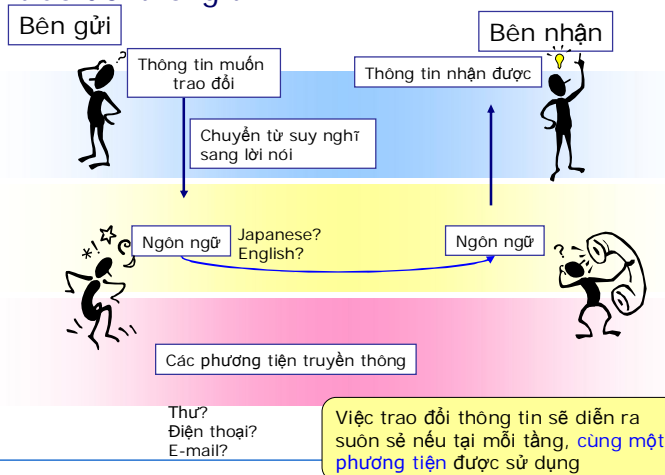 Bên gửi
Bên nhận
Thông tin muốn
trao đổi
Thông tin nhận được
Chuyển từ suy nghĩ
sang lời nói
Ngôn ngữ
Japanese?
English?
Ngôn ngữ
Các phương tiện truyền thông
Thư?
Điện thoại?
E-mail?
Việc trao đổi thông tin sẽ diễn ra
suôn sẻ nếu tại mỗi tầng, cùng một
phương tiện được sử dụng